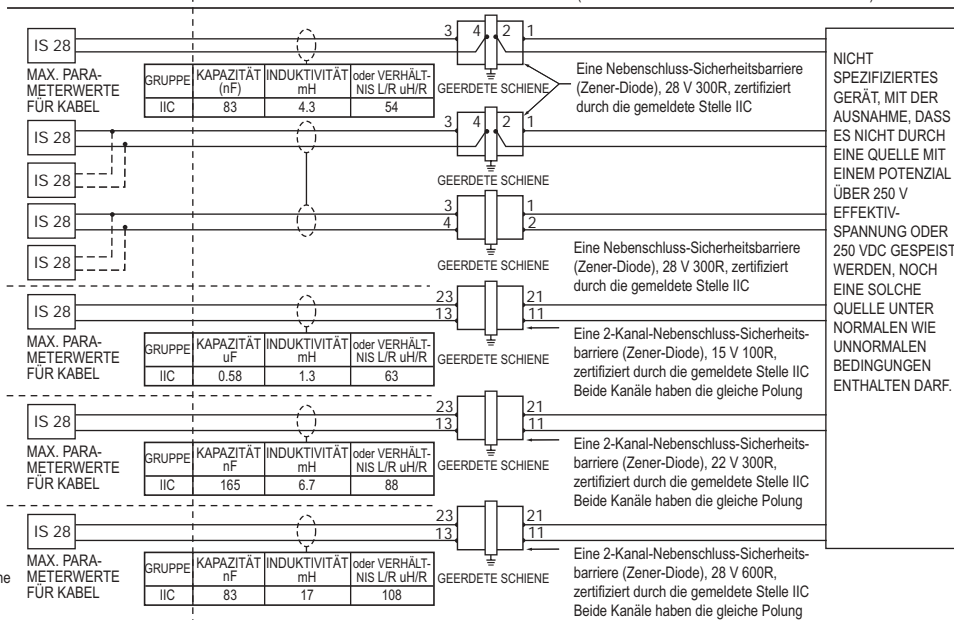 3 4 2 1
IS 28
MAX. PARA-
METERWERTE
FÜR KABEL
GRUPPE KAPAZITÄT (nF) INDUKTIVITÄT mH oder VERHÄLT-NIS L/R uH/R
IIC 83 4.3 54
GEERDETE SCHIENE
Eine Nebenschluss-Sicherheitsbarriere
(Zener-Diode), 28 V 300R, zertifiziert
durch die gemeldete Stelle IIC
3 4 2 1
IS 28
IS 28
GEERDETE SCHIENE
IS 28
IS 28
3 1
4 2
GEERDETE SCHIENE
Eine Nebenschluss-Sicherheitsbarriere
(Zener-Diode), 28 V 300R, zertifiziert
durch die gemeldete Stelle IIC
IS 28
23 21
13 11
MAX. PARA-
METERWERTE
FÜR KABEL
GRUPPE KAPAZITÄT uF INDUKTIVITÄT mH oder VERHÄLT-NIS L/R uH/R
IIC 0.58 1.3 63
GEERDETE SCHIENE
Eine 2-Kanal-Nebenschluss-Sicherheits-
barriere (Zener-Diode), 15 V 100R,
zertifiziert durch die gemeldete Stelle IIC
Beide Kanäle haben die gleiche Polung
IS 28
23 21
13 11
MAX. PARA-
METERWERTE
FÜR KABEL
GRUPPE KAPAZITÄT nF INDUKTIVITÄT mH oder VERHÄLT-NIS L/R uH/R
IIC 165 6.7 88
GEERDETE SCHIENE
Eine 2-Kanal-Nebenschluss-Sicherheits-
barriere (Zener-Diode), 22 V 300R,
zertifiziert durch die gemeldete Stelle IIC
Beide Kanäle haben die gleiche Polung
IS 28
23 21
13 11
MAX. PARA-
METERWERTE
FÜR KABEL
GRUPPE KAPAZITÄT nF INDUKTIVITÄT mH oder VERHÄLT-NIS L/R uH/R
IIC 83 17 108
GEERDETE SCHIENE
Eine 2-Kanal-Nebenschluss-Sicherheits-
barriere (Zener-Diode), 28 V 600R,
zertifiziert durch die gemeldete Stelle IIC
Beide Kanäle haben die gleiche Polung
NICHT
SPEZIFIZIERTES
GERÄT, MIT DER
AUSNAHME, DASS
ES NICHT DURCH
EINE QUELLE MIT
EINEM POTENZIAL
ÜBER 250 V
EFFEKTIV-
SPANNUNG ODER
250 VDC GESPEIST
WERDEN, NOCH
EINE SOLCHE
QUELLE UNTER
NORMALEN WIE
UNNORMALEN
BEDINGUNGEN
ENTHALTEN DARF.